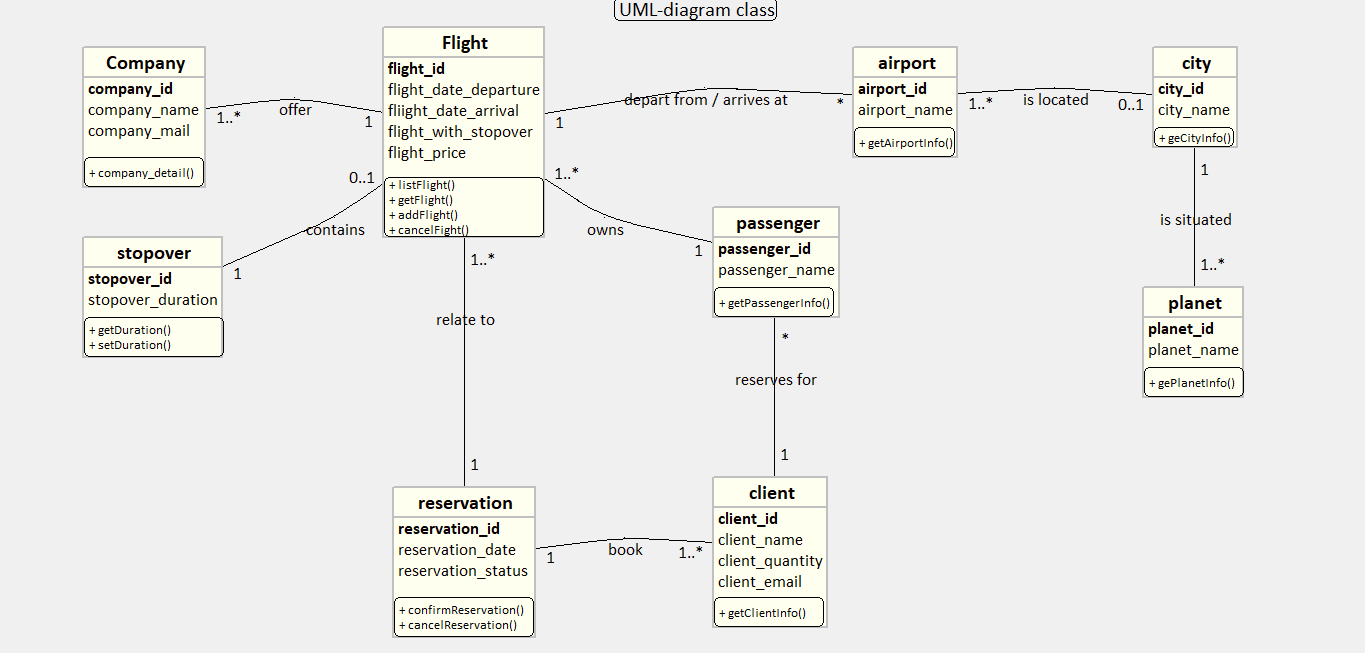 UML-diagram class
Company
company_id
company_name
company_mail
+ company_detail()
1..*
offer
1
Flight
flight_id
flight_date_departure
fliight_date_arrival
flight_with_stopover
flight_price
+ listFlight()
+ getFlight()
+ addFlight()
+ cancelFight()
1
depart from / arrives at
*
airport
airport_id
airport_name
+ getAirportInfo()
1..*
is located
0..1
city
city_id
city_name
+ geCityInfo()
1
is situated
1..*
planet
planet_id
planet_name
+ gePlanetInfo()
0..1
contains
1
stopover
stopover_id
stopover_duration
+ getDuration()
+ setDuration()
1..*
owns
1
passenger
passenger_id
passenger_name
+ getPassengerInfo()
1..*
relate to
1
*
reserves for
1
reservation
reservation_id
reservation_date
reservation_status
+ confirmReservation()
+ cancelReservation()
1
book
1..*
client
client_id
client_name
client_quantity
client_email
+ getClientInfo()